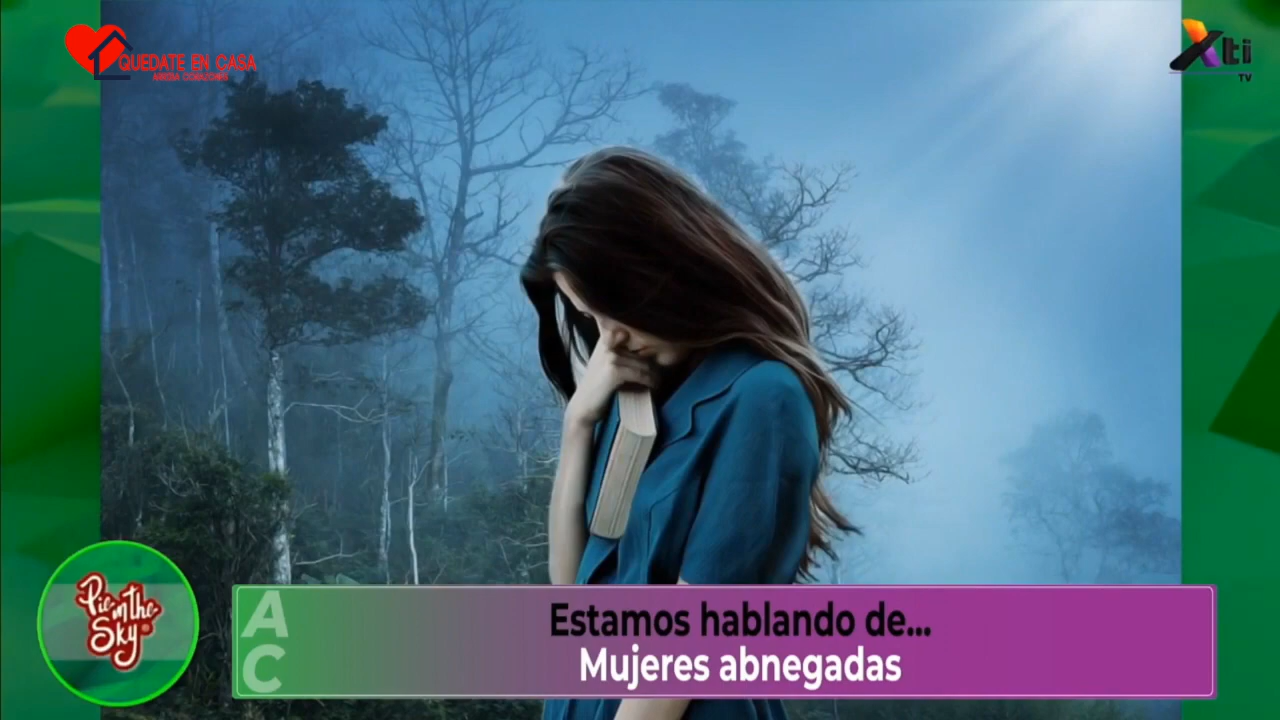 QUEDATE EN CASA
Xti
TV
Pie in the
Sky
A
C
Estamos hablando de...
Mujeres abnegadas